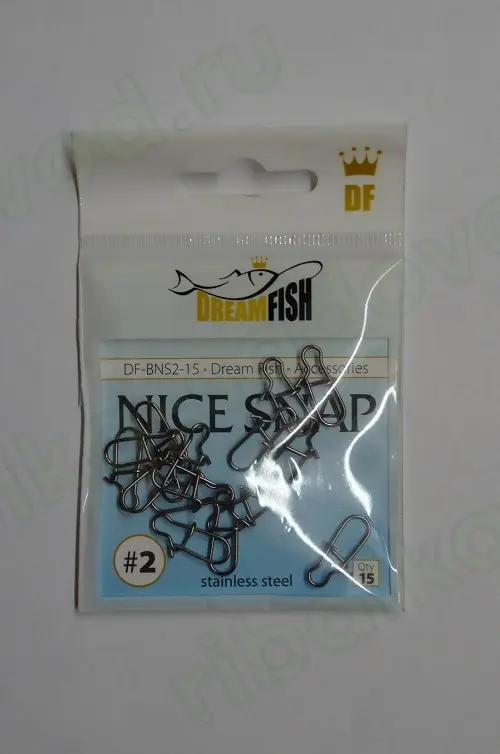 DF
DREAMFISH
DF-BNS2-15 • Dream Fish - Accessories
NICE SNAP
#2
stainless steel
Qty
15